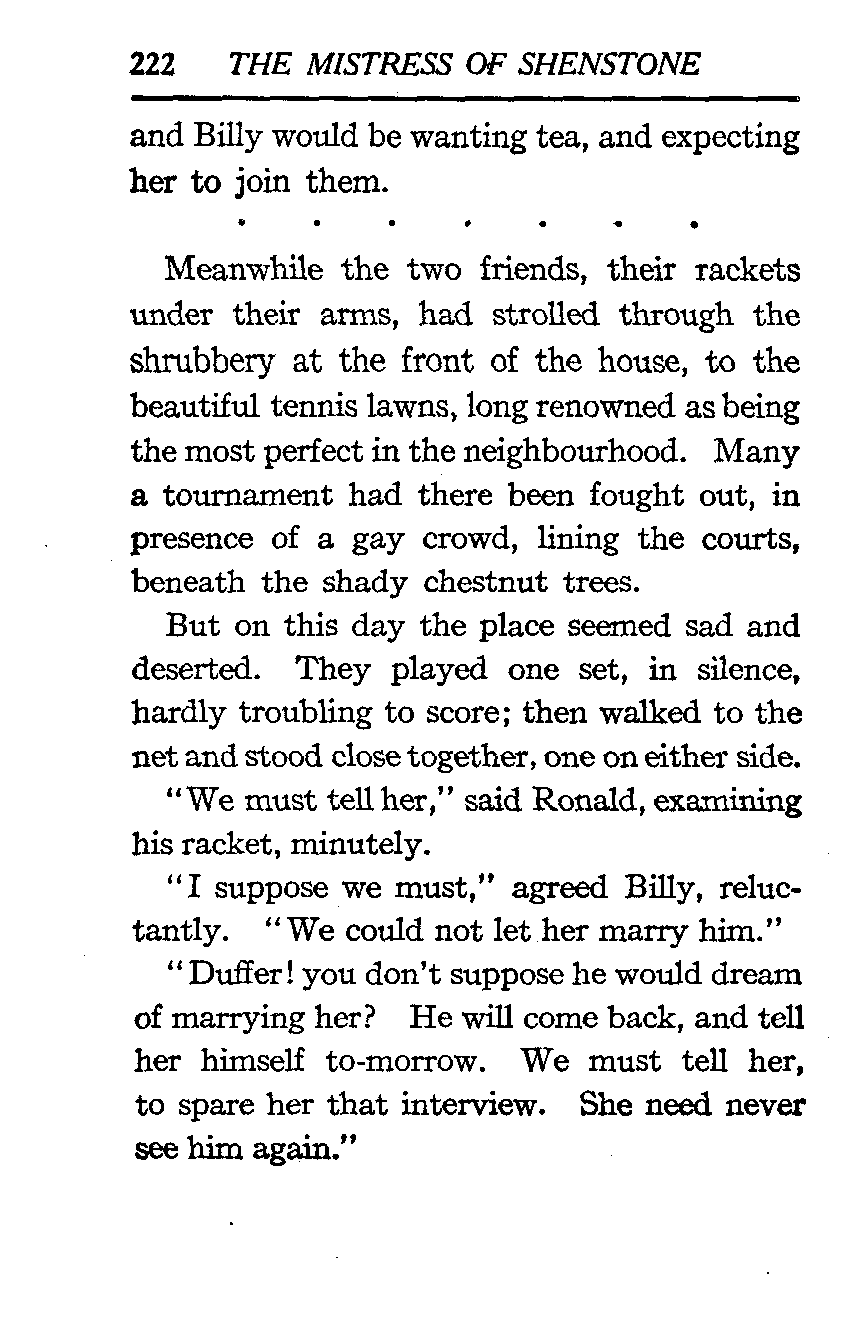 222 THE MISTRESS OF SHENSTONE
and Billy would be wanting tea, and expecting
her to join them.
. . . . . . .
Meanwhile the two friends, their rackets
under their arms, had strolled through the
shrubbery at the front of the house, to the
beautiful tennis lawns, long renowned as being
the most perfect in the neighbourhood. Many
a tournament had there been fought out, in
presence of a gay crowd, lining the courts,
beneath the shady chestnut trees.
But on this day the place seemed sad and
deserted. They played one set, in silence,
hardly troubling to score; then walked to the
net and stood close together, one on either side.
"We must tell her," said Ronald, examining
his racket, minutely.
"I suppose we must," agreed Billy, reluc-
tantly. "We could not let her marry him."
"Duffer! you don't suppose he would dream
of marrying her? He will come back, and tell
her himself to-morrow. We must tell her,
to spare her that interview. She need never
see him again."